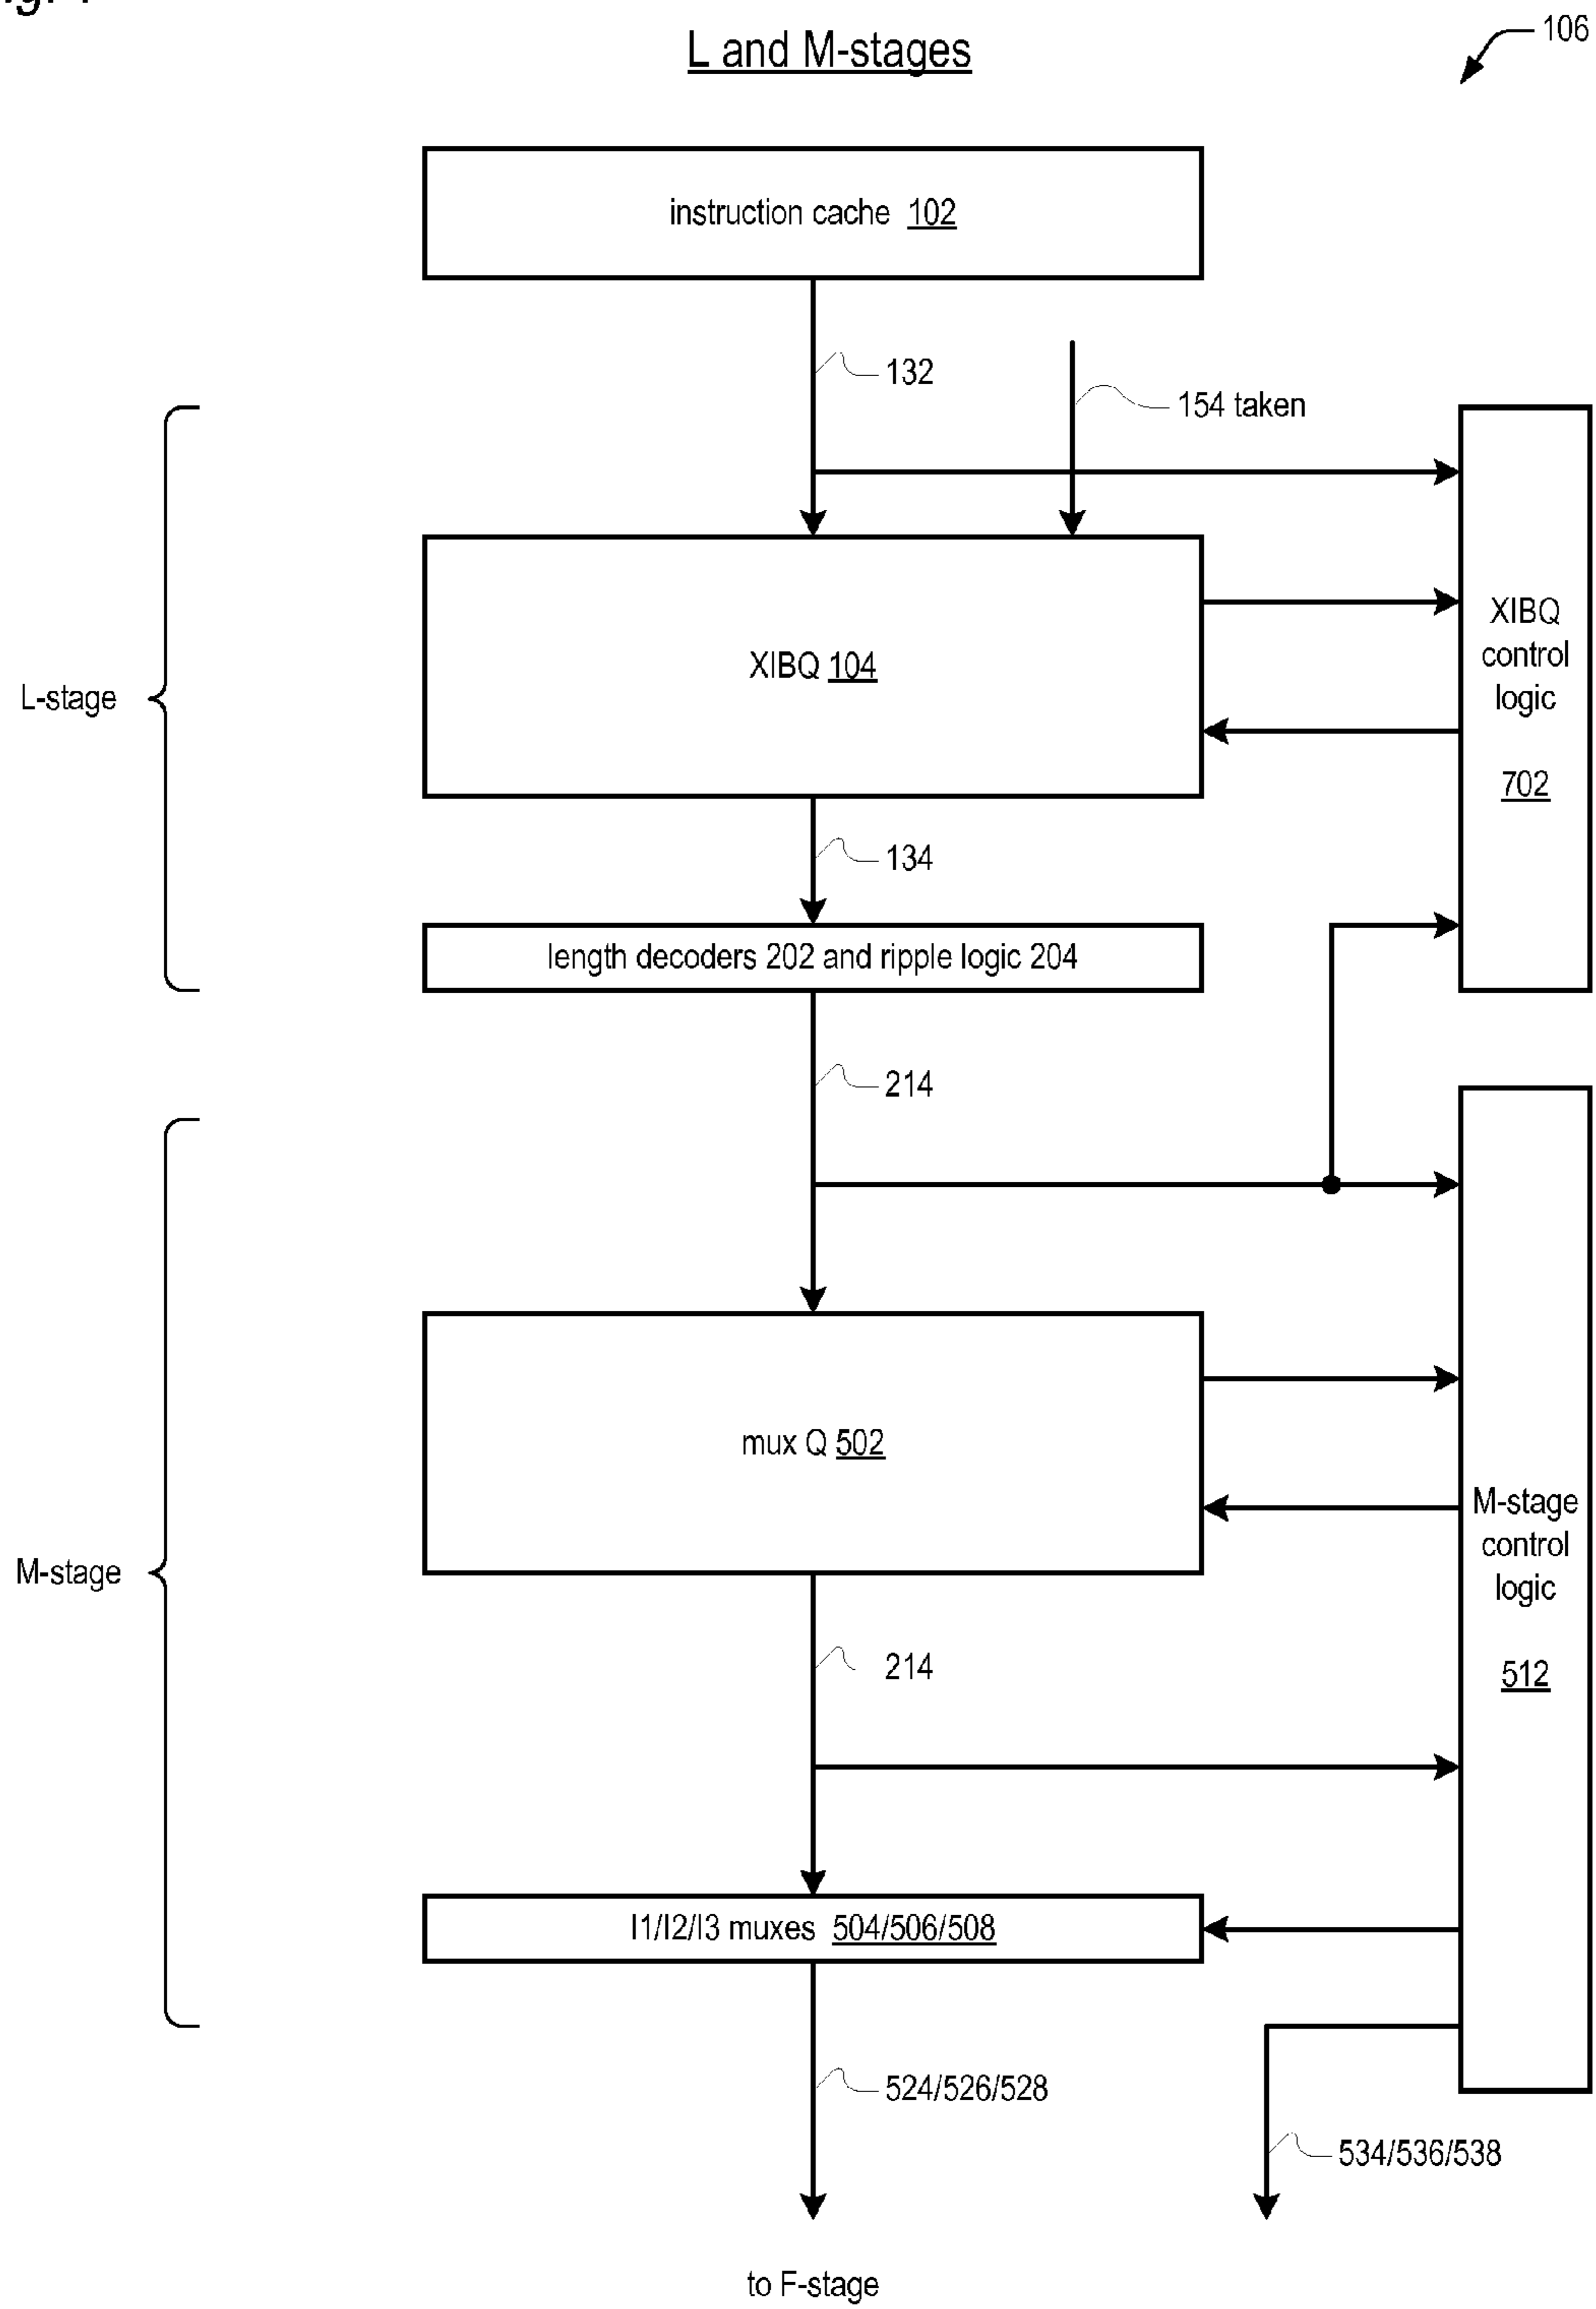 L and M-stages
106
instruction cache 102
132
154 taken
XIBQ
control
logic
702
XIBQ 104
L-stage
134
length decoders 202 and ripple logic 204
214
mux Q 502
M-stage
control
logic
512
M-stage
214
I1/I2/I3 muxes 504/506/508
524/526/528
534/536/538
to F-stage